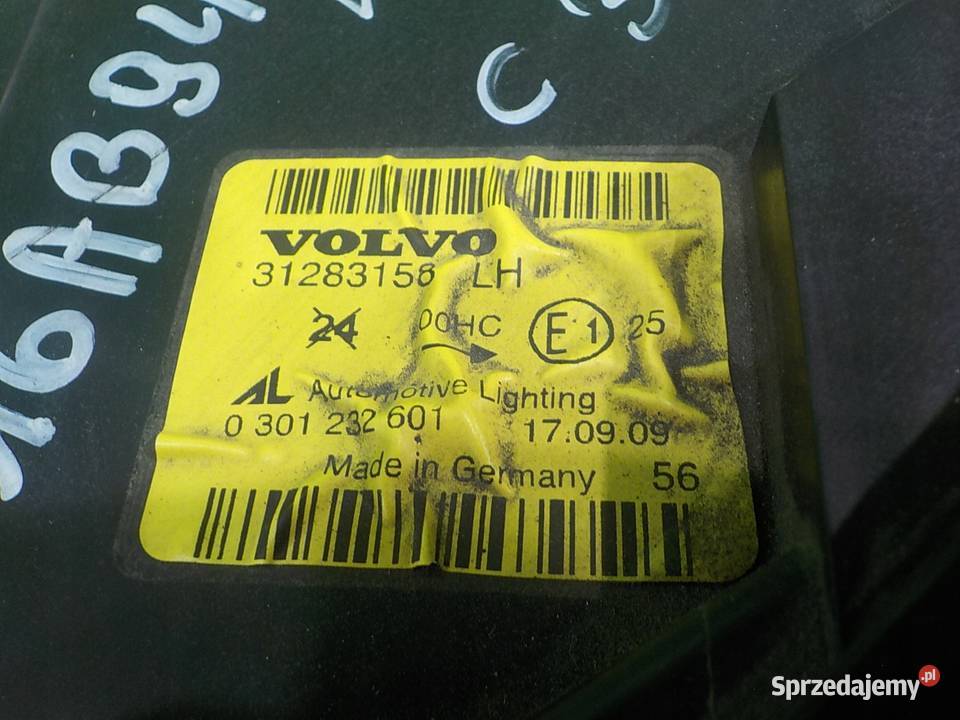 16AB94
C
VOLVO
31283156 LH
24 00HC E1 25
AL Automotive Lighting
0 301 232 601 17.09.09
Made in Germany 56
Sprzedajemy.pl